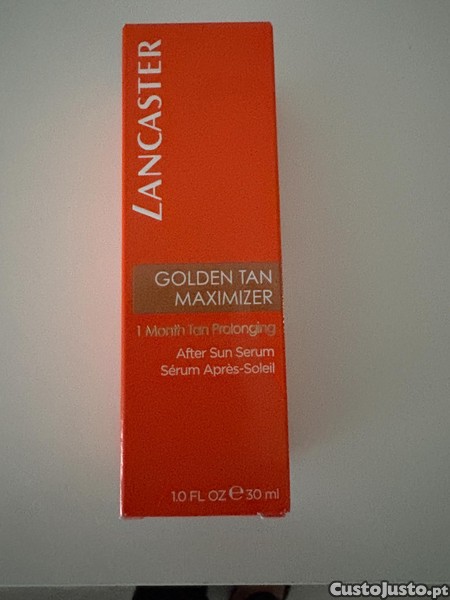 LANCASTER
GOLDEN TAN
MAXIMIZER
1 Month Tan Prolonging
After Sun Serum
Sérum Après-Soleil
1.0 FL OZ ℮ 30 ml
CustoJusto.pt